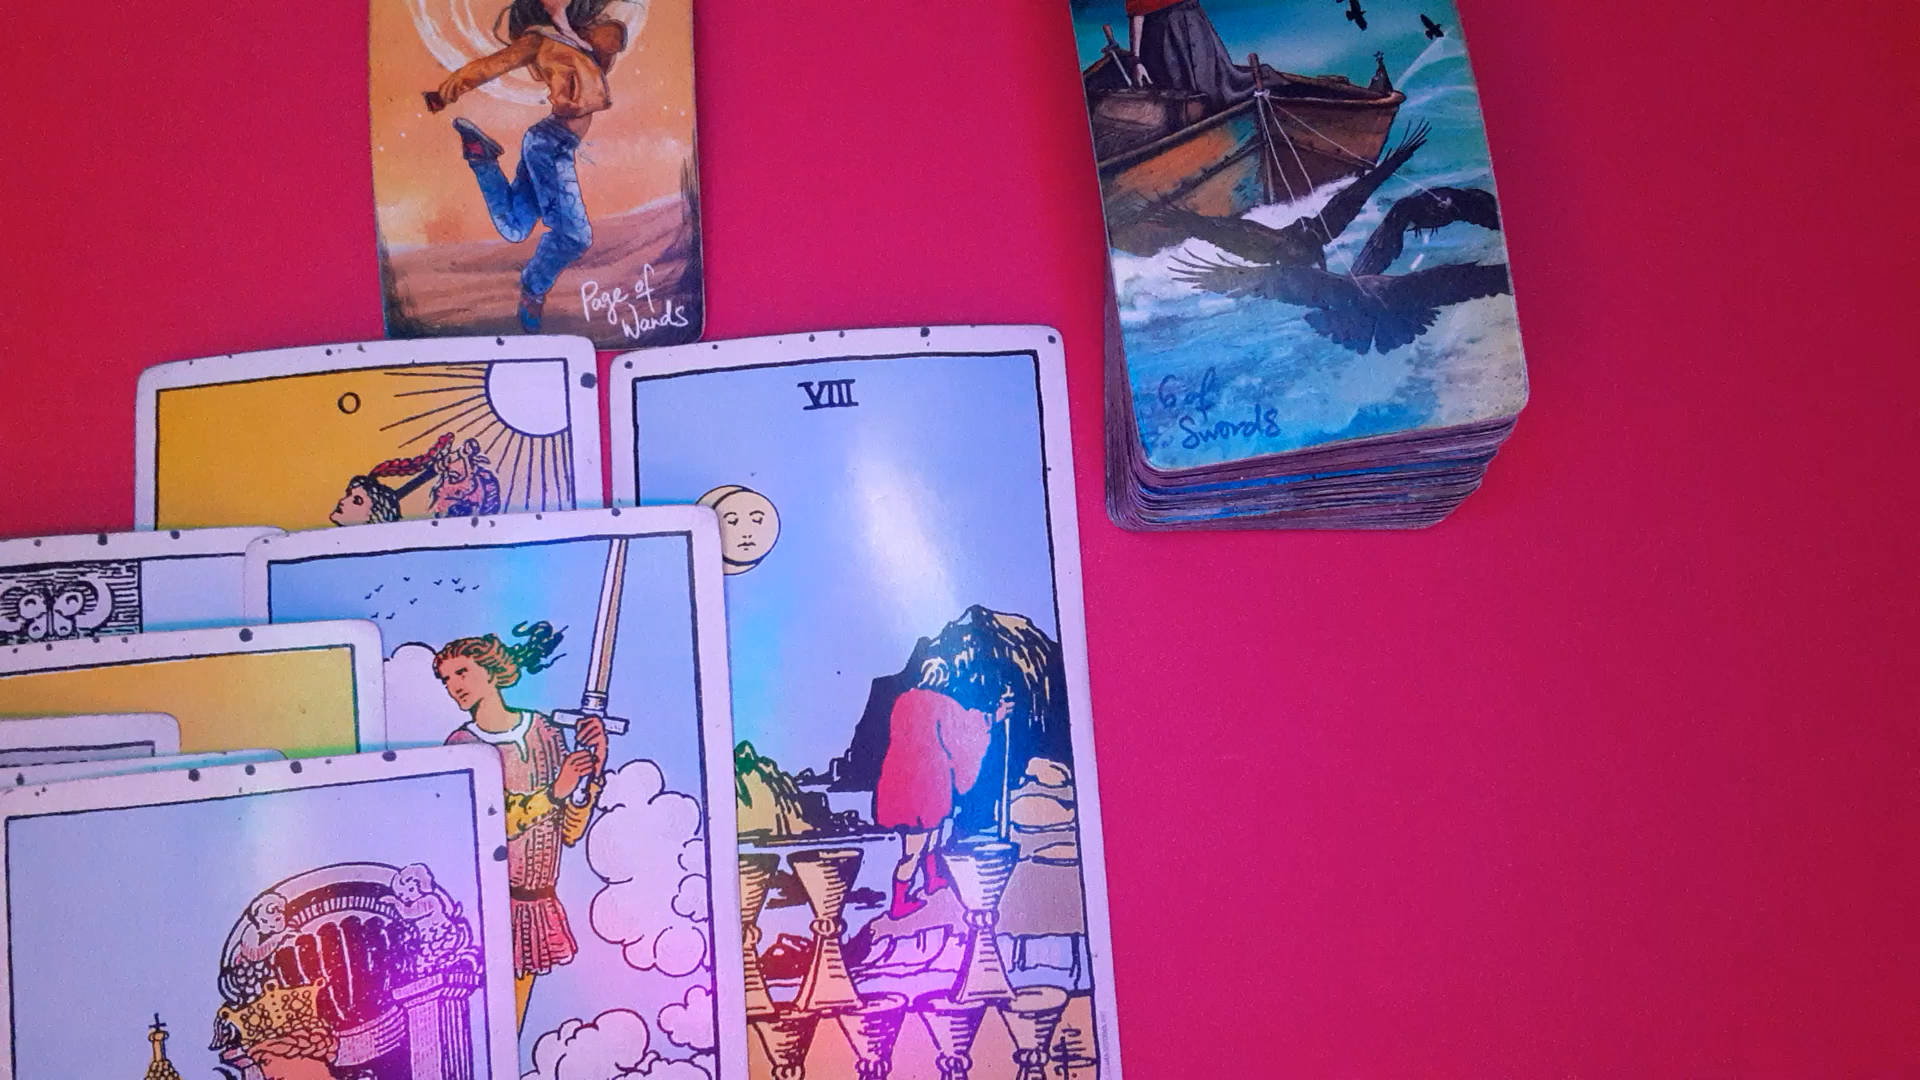 Page of
Wands
6 of
Swords
O
VIII